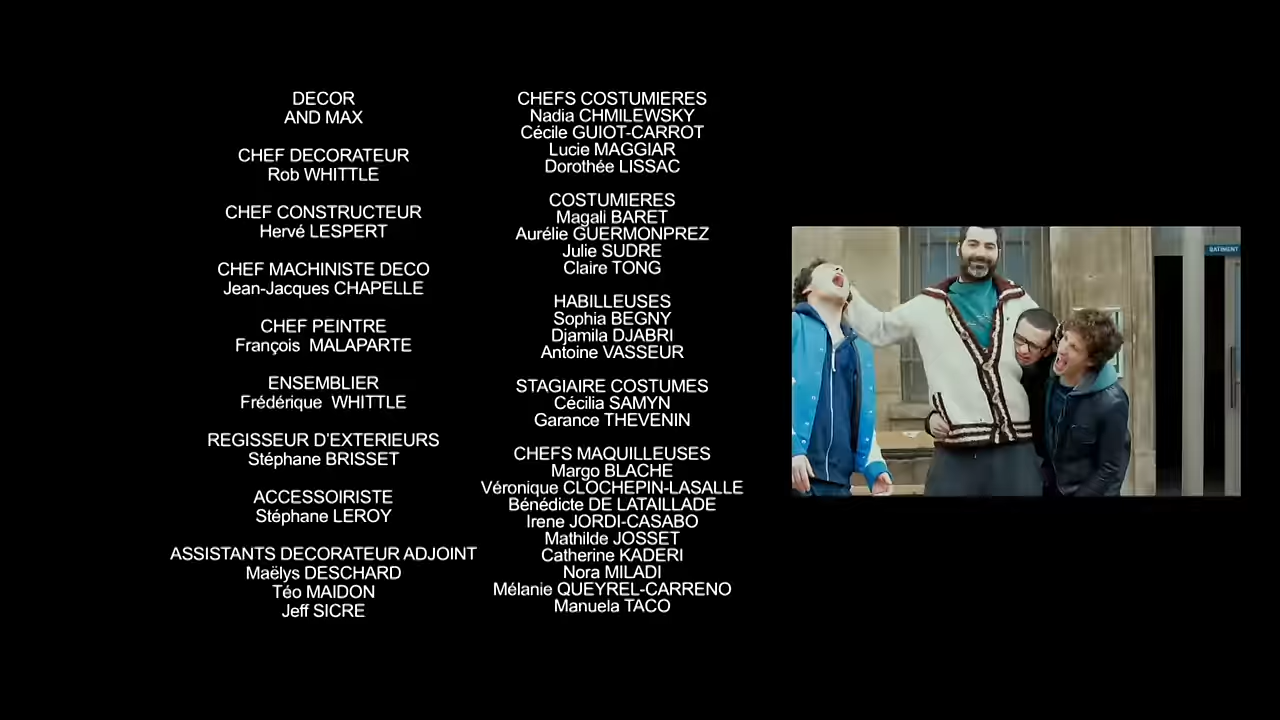 DECOR
AND MAX
CHEF DECORATEUR
Rob WHITTLE
CHEF CONSTRUCTEUR
Hervé LESPERT
CHEF MACHINISTE DECO
Jean-Jacques CHAPELLE
CHEF PEINTRE
François MALAPARTE
ENSEMBLIER
Frédérique WHITTLE
REGISSEUR D'EXTERIEURS
Stéphane BRISSET
ACCESSOIRISTE
Stéphane LEROY
ASSISTANTS DECORATEUR ADJOINT
Maëlys DESCHARD
Téo MAIDON
Jeff SICRE
CHEFS COSTUMIERES
Nadia CHMILEWSKY
Cécile GUIOT-CARROT
Lucie MAGGIAR
Dorothée LISSAC
COSTUMIERES
Magali BARET
Aurélie GUERMONPREZ
Julie SUDRE
Claire TONG
HABILLEUSES
Sophia BEGNY
Djamila DJABRI
Antoine VASSEUR
STAGIAIRE COSTUMES
Cécilia SAMYN
Garance THEVENIN
CHEFS MAQUILLEUSES
Margo BLACHE
Véronique CLOCHEPIN-LASALLE
Bénédicte DE LATAILLADE
Irene JORDI-CASABO
Mathilde JOSSET
Catherine KADERI
Nora MILADI
Mélanie QUEYREL-CARRENO
Manuela TACO
BATIMENT